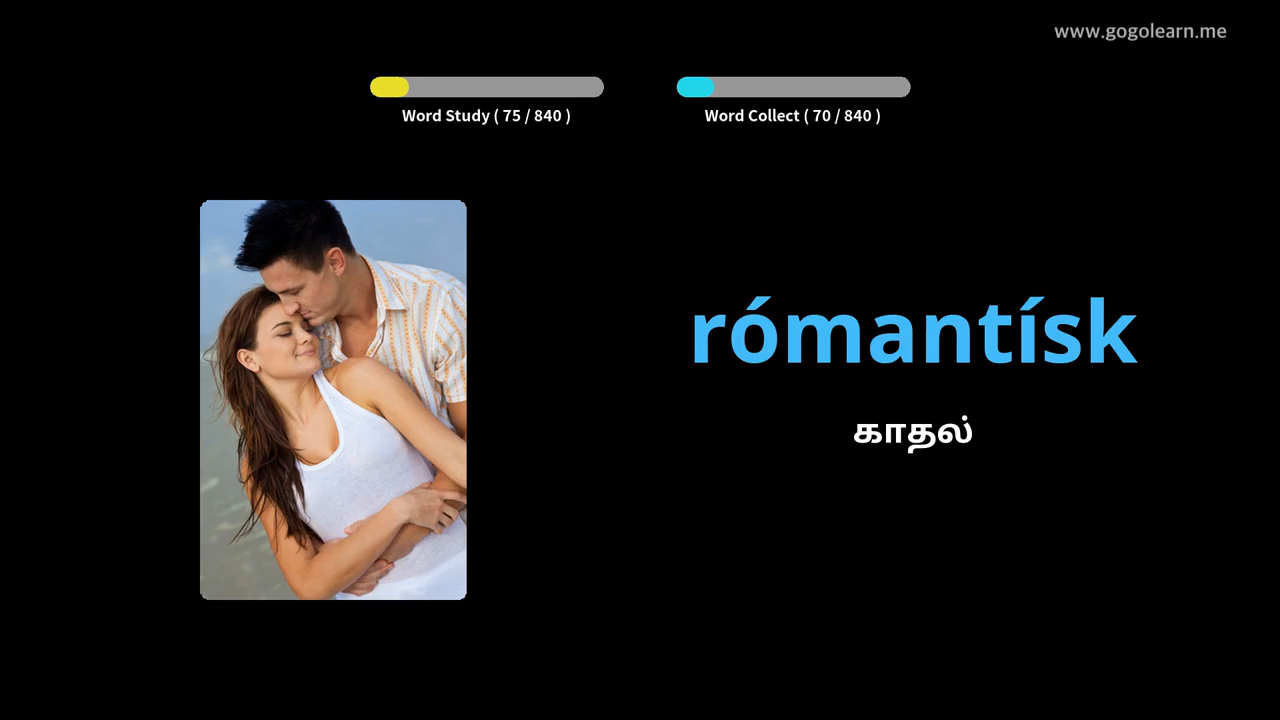 www.gogolearn.me
Word Study ( 75 / 840 )
Word Collect ( 70 / 840 )
rómantísk
காதல்